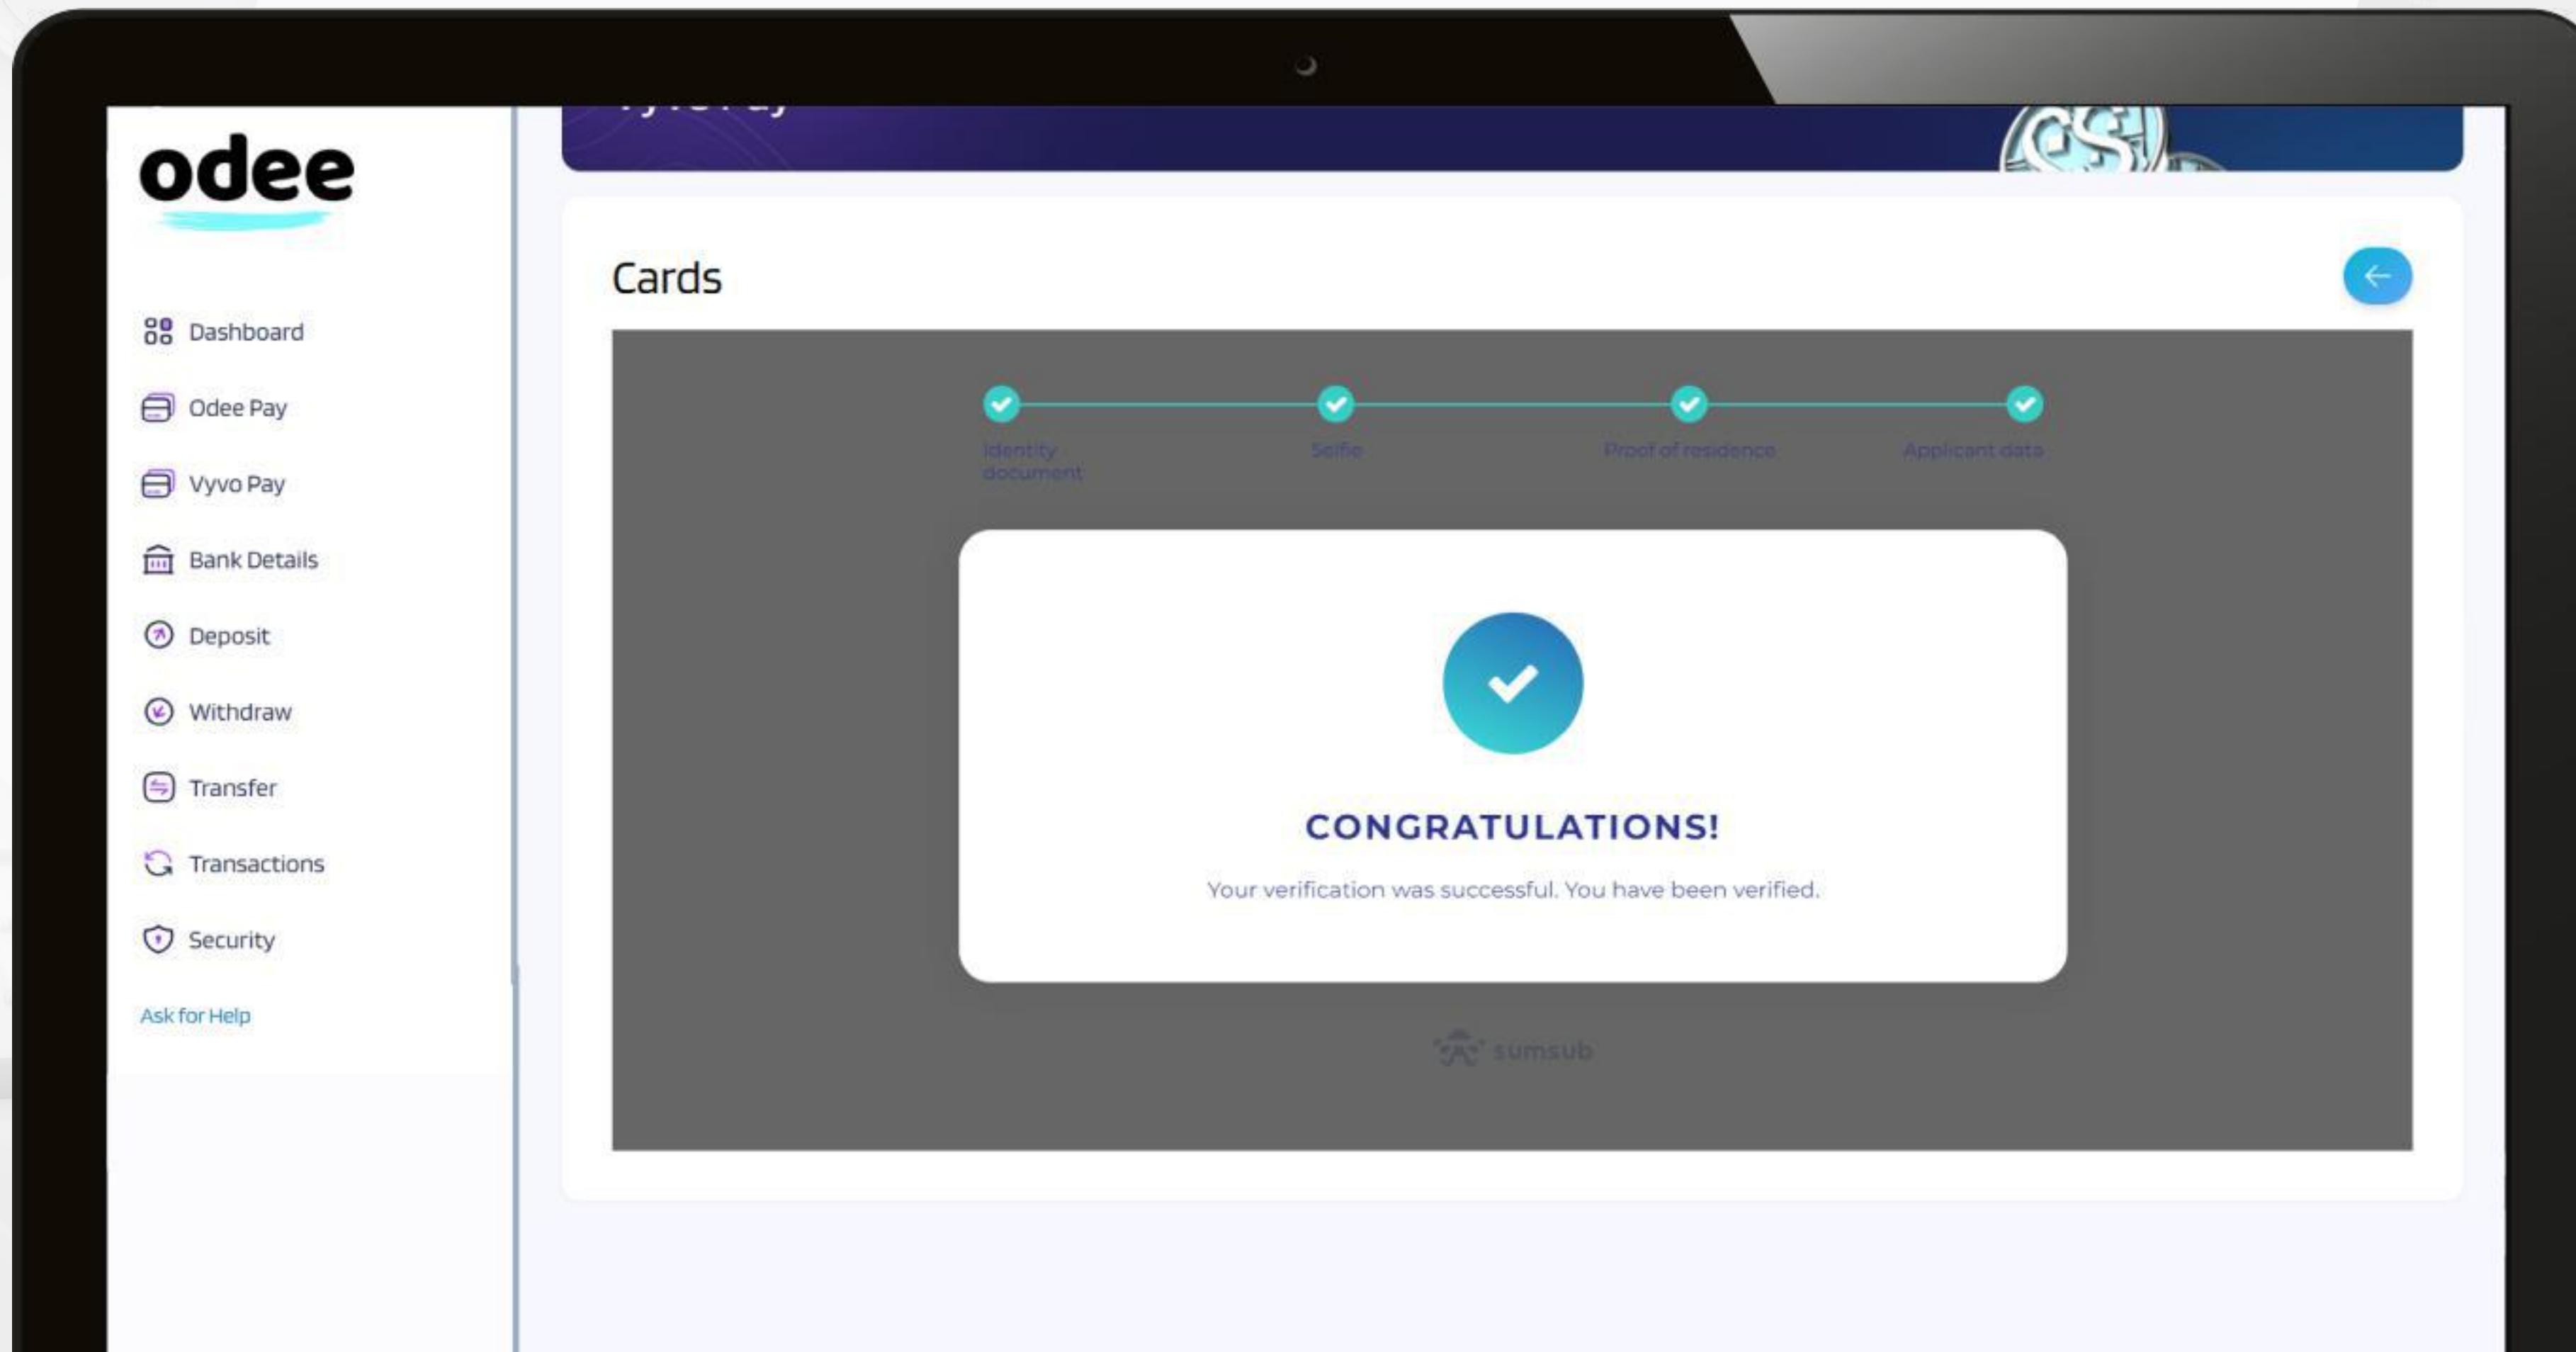 odee
Dashboard
Odee Pay
Vyvo Pay
Bank Details
Deposit
Withdraw
Transfer
Transactions
Security
Ask for Help
Cards
Identity
document
Selfie
Proof of residence
Applicant data
CONGRATULATIONS!
Your verification was successful. You have been verified.
sumsub